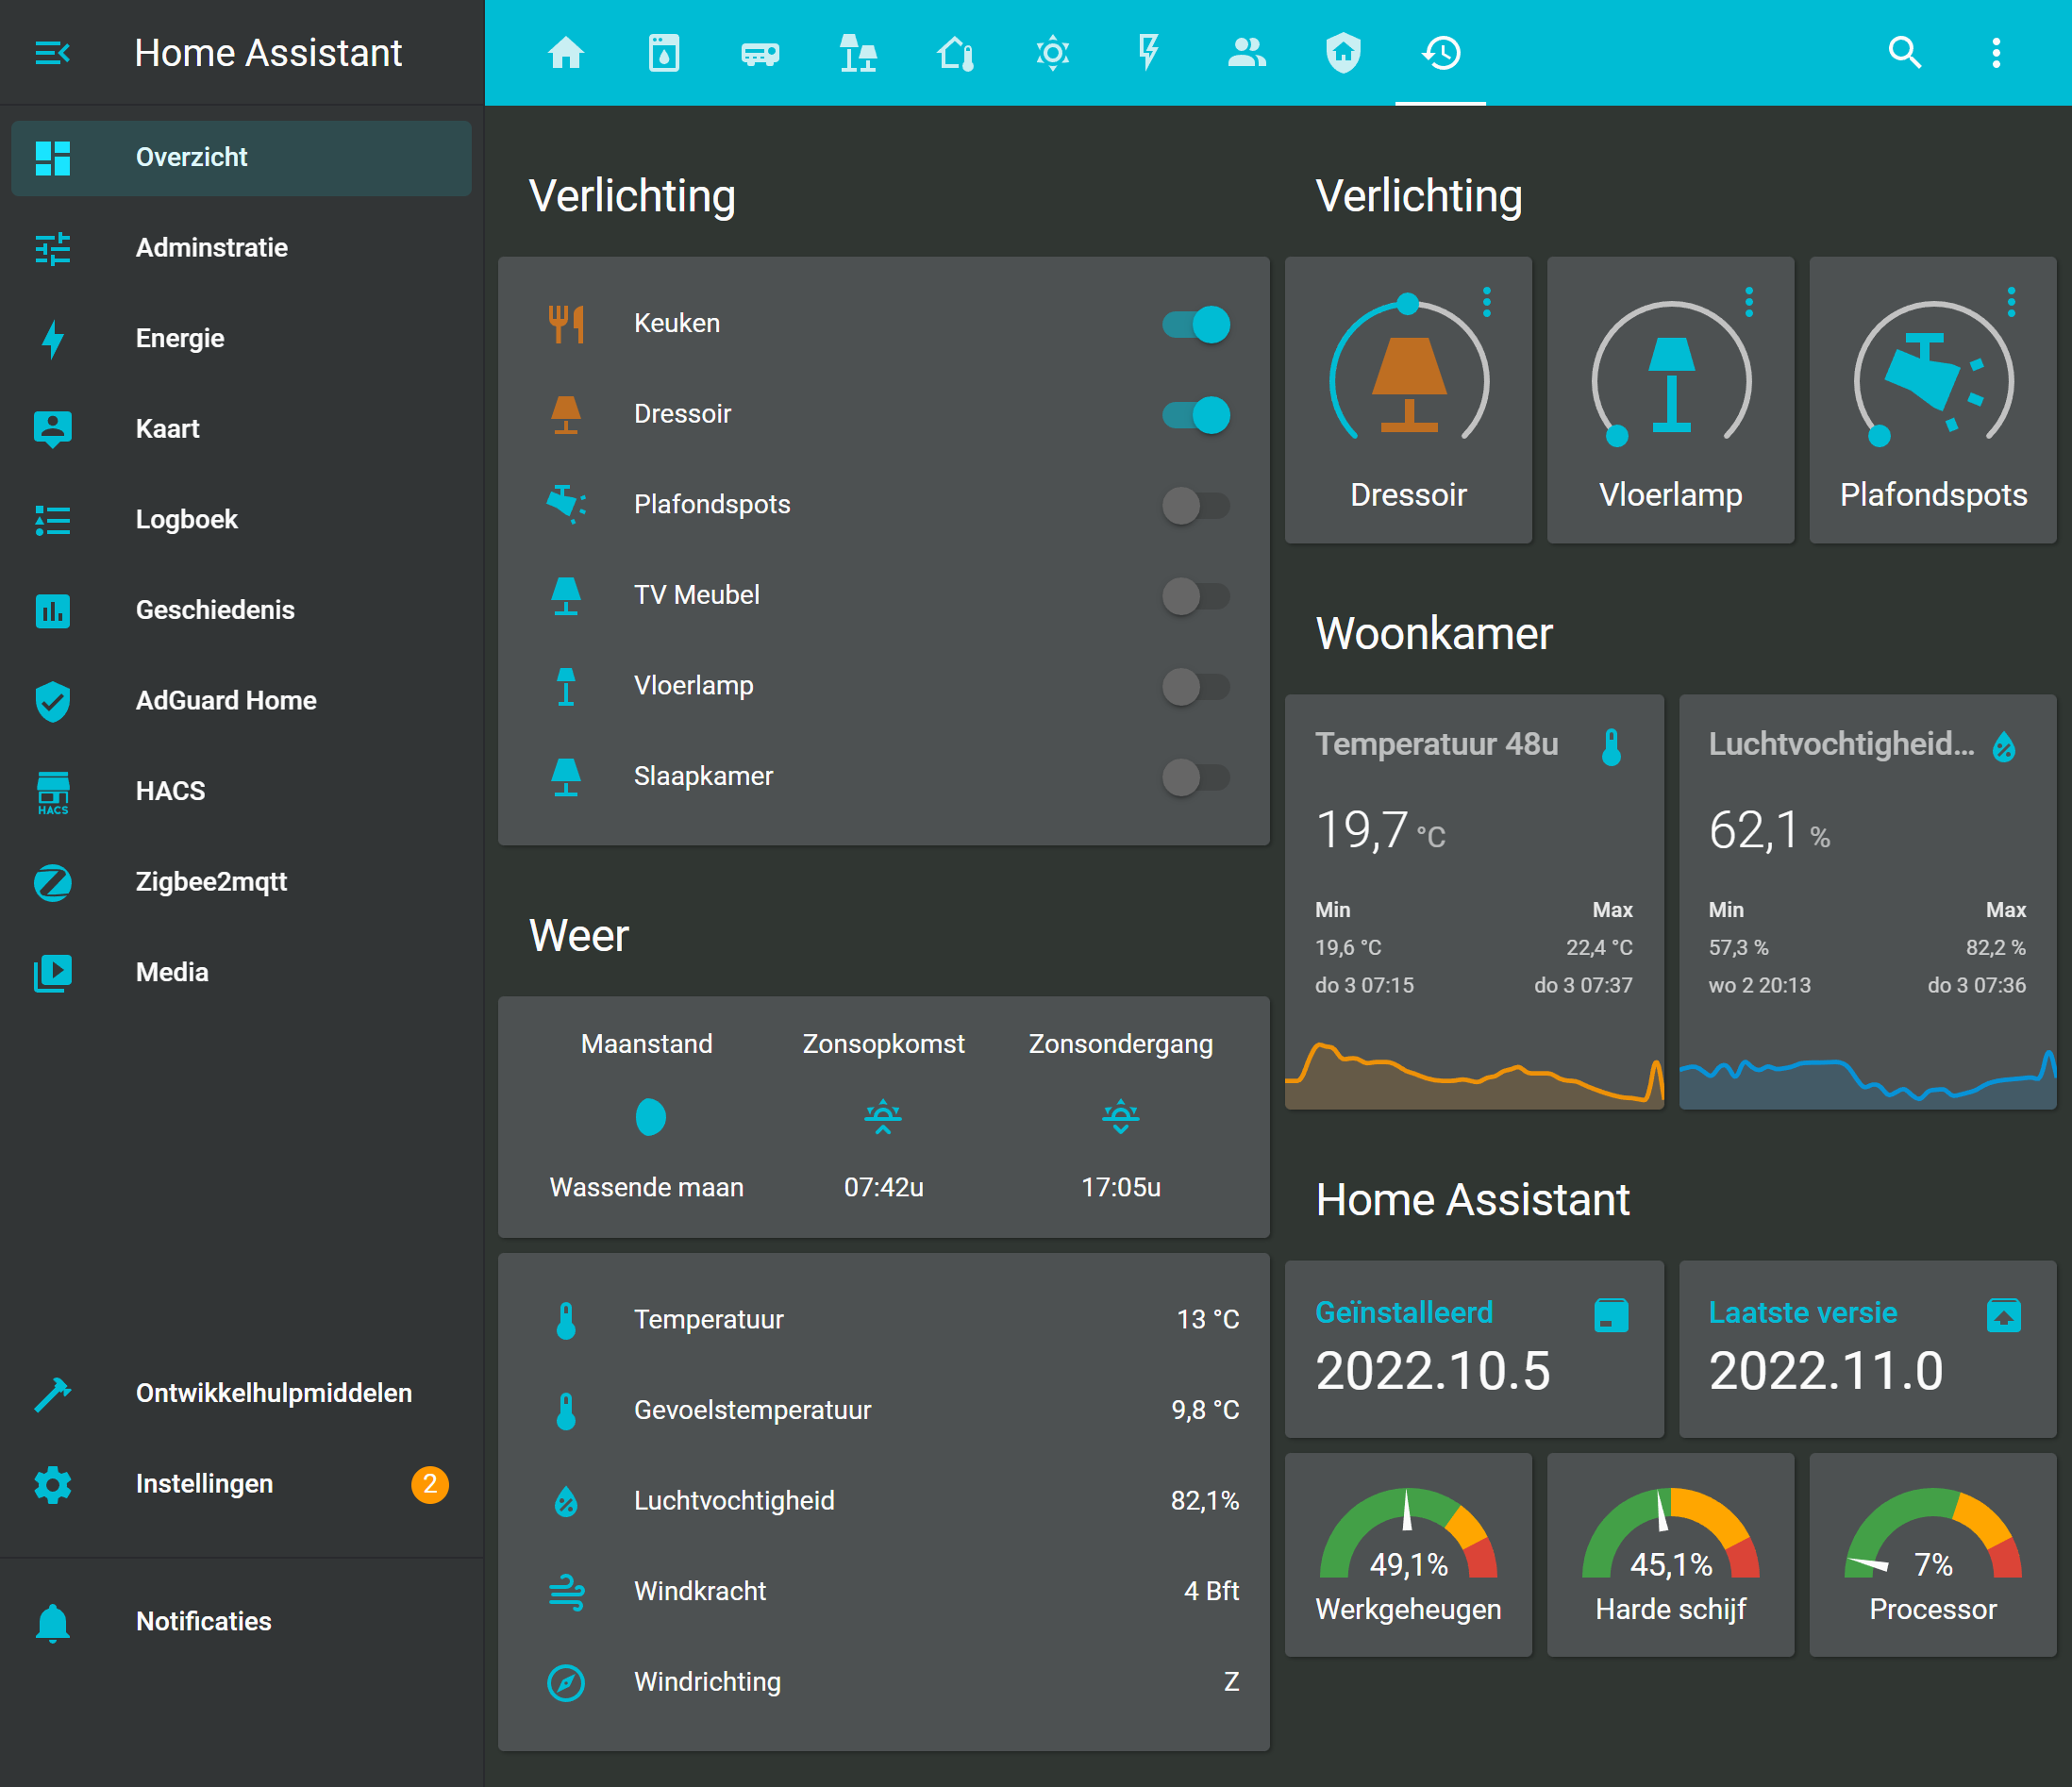 Home Assistant
Overzicht
Adminstratie
Energie
Kaart
Logboek
Geschiedenis
AdGuard Home
HACS
HACS
Zigbee2mqtt
Media
Ontwikkelhulpmiddelen
Instellingen 2
Notificaties
Verlichting
Keuken
Dressoir
Plafondspots
TV Meubel
Vloerlamp
Slaapkamer
Weer
Maanstand Zonsopkomst Zonsondergang
Wassende maan 07:42u 17:05u
Temperatuur 13 °C
Gevoelstemperatuur 9,8 °C
Luchtvochtigheid 82,1%
Windkracht 4 Bft
Windrichting Z
Verlichting
Dressoir Vloerlamp Plafondspots
Woonkamer
Temperatuur 48u
19,7 °C
Min Max
19,6 °C 22,4 °C
do 3 07:15 do 3 07:37
Luchtvochtigheid...
62,1 %
Min Max
57,3 % 82,2 %
wo 2 20:13 do 3 07:36
Home Assistant
Geïnstalleerd
2022.10.5
Laatste versie
2022.11.0
49,1%
Werkgeheugen
45,1%
Harde schijf
7%
Processor